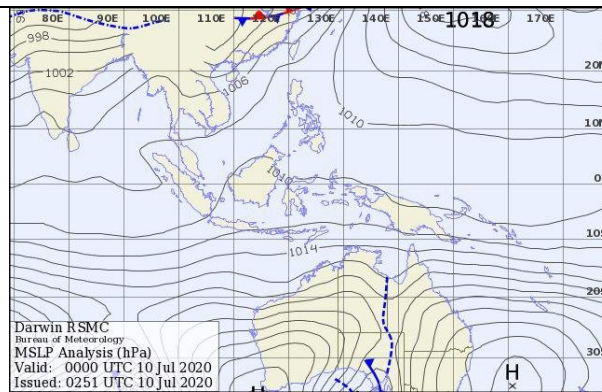 80E 90E 100E 110E 130E 140E 150E 160E 170E
1018
998
1002
1006
20N
1010
10N
1010
0
10S
1014
20S
Darwin RSMC
Bureau of Meteorology
MSLP Analysis (hPa)
Valid: 0000 UTC 10 Jul 2020
Issued: 0251 UTC 10 Jul 2020
30S
H